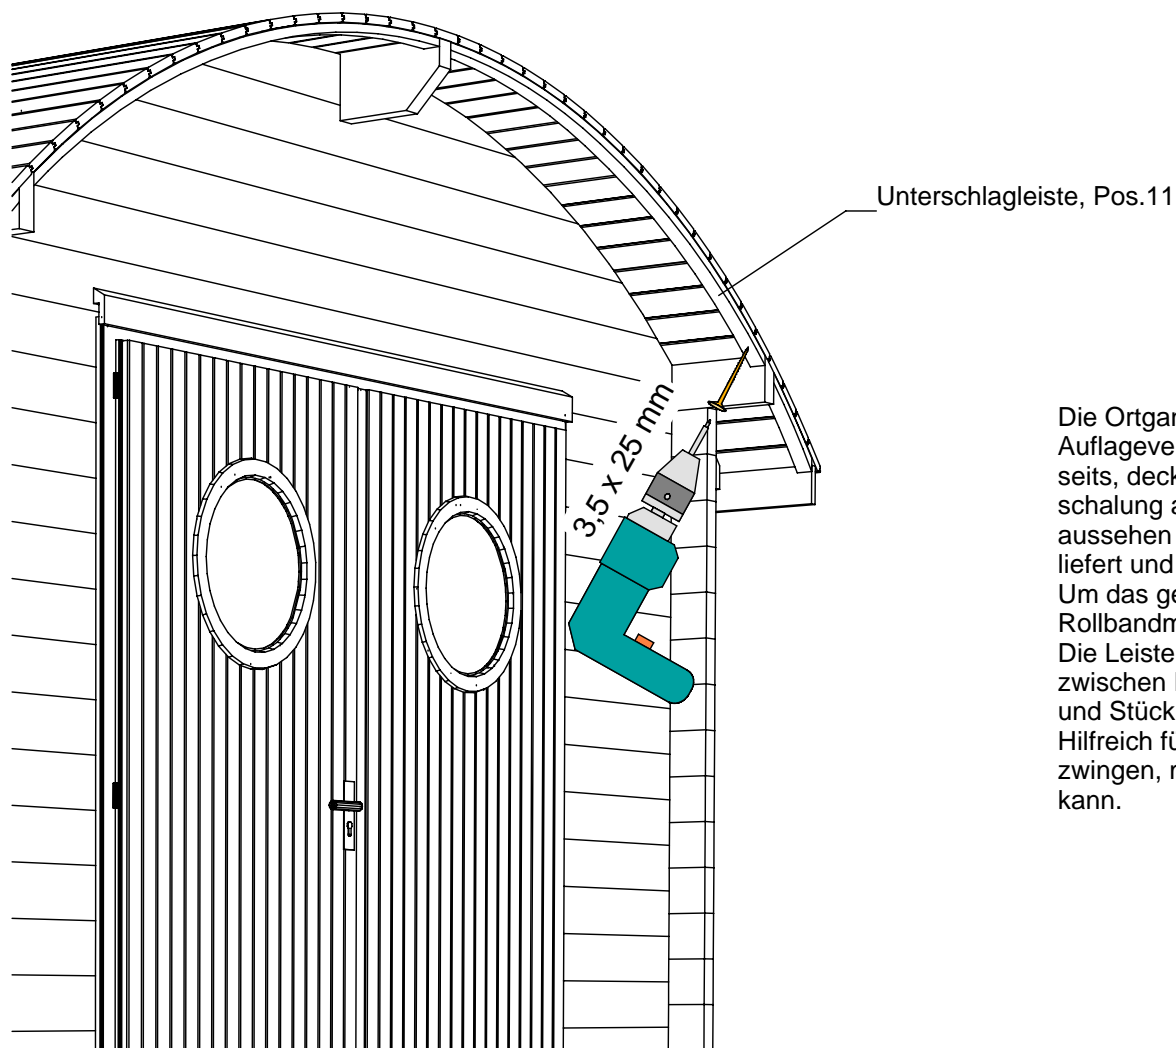 Unterschlagleiste, Pos.11
3,5 x 25 mm
Die
Auflageve
seits, deck
schalung
aussehen
liefert und
Um das ge
Rollbandm
Die Leiste
zwischen
und Stück
Hilfreich fü
zwingen,
kann.